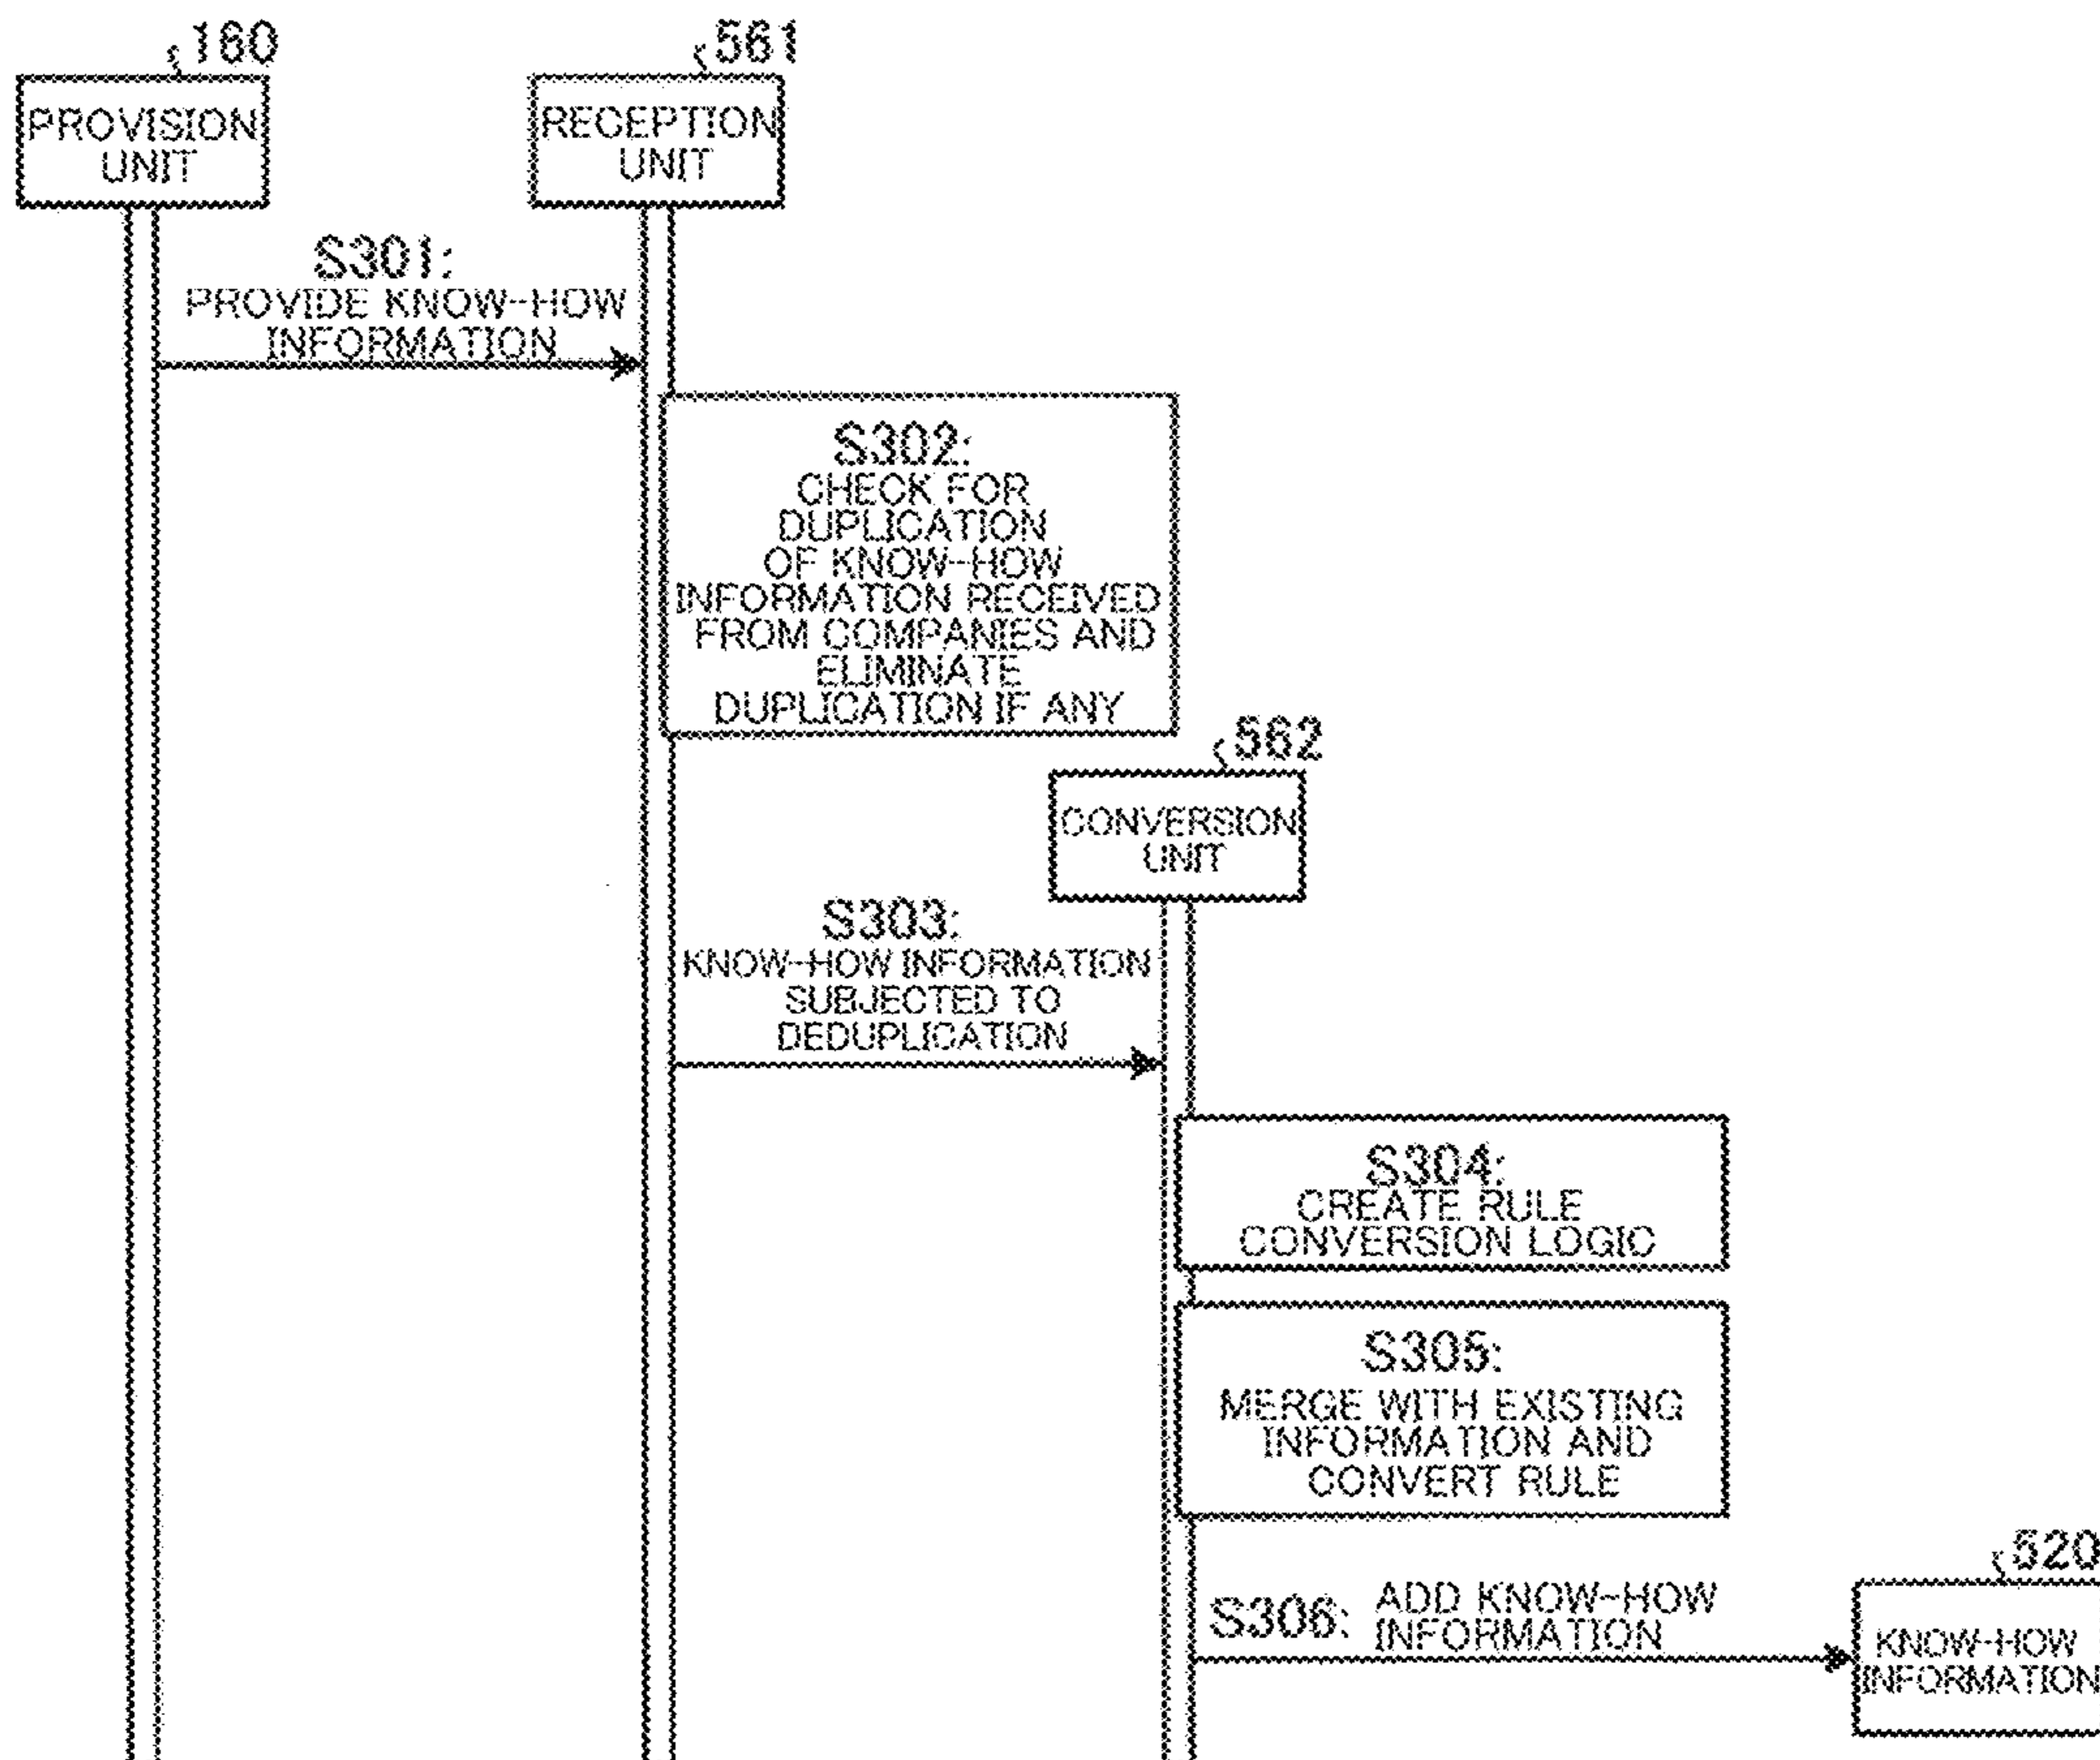 160
561
PROVISION
UNIT
RECEPTION
UNIT
S301:
PROVIDE KNOW-HOW
INFORMATION
S302:
CHECK FOR
DUPLICATION
OF KNOW-HOW
INFORMATION RECEIVED
FROM COMPANIES AND
ELIMINATE
DUPLICATION IF ANY
562
CONVERSION
UNIT
S303:
KNOW-HOW INFORMATION
SUBJECTED TO
DEDUPLICATION
S304:
CREATE RULE
CONVERSION LOGIC
S305:
MERGE WITH EXISTING
INFORMATION AND
CONVERT RULE
520
S306: ADD KNOW-HOW
INFORMATION
KNOW-HOW
INFORMATION